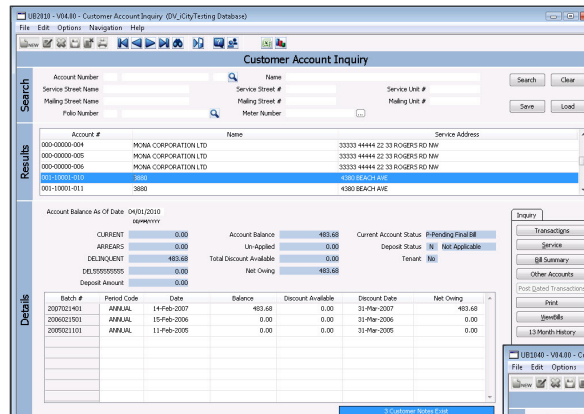 UB2810 - V04.00 - Customer Account Inquiry (DV_iCityTesting Database)
File Edit Options Navigation Help Exit
NEW
Customer Account Inquiry
Search
Account Number Name Search Clear
Service Street Name Service Street # Service Unit #
Mailing Street Name Mailing Street # Mailing Unit # Save Load
Folio Number Meter Number ...
Results
Account # Name Service Address
000-00000-004 MONA CORPORATION LTD 33333 44444 22 33 ROGERS RD NW
000-00000-005 MONA CORPORATION LTD 33333 44444 22 33 ROGERS RD NW
000-00000-006 MONA CORPORATION LTD 33333 44444 22 33 ROGERS RD NW
001-10001-010 3880 4380 BEACH AVE
001-10001-011 3880 4380 BEACH AVE
Details
Account Balance As Of Date 04/01/2010 Inquiry
DD/MM/YYYY
CURRENT 0.00 Account Balance 483.68 Current Account Status P-Pending Final Bill Transactions
ARREARS 0.00 Un-Applied 0.00 Deposit Status N Not Applicable Service
DELINQUENT 483.68 Total Discount Available 0.00 Tenant No Bill Summary
DEL555555555 0.00 Net Owing 483.68 Other Accounts
Deposit Amount 0.00 Post Dated Transactions
Batch # Period Code Date Balance Discount Available Discount Date Net Owing Print
2007021401 ANNUAL 14-Feb-2007 483.68 0.00 31-Mar-2007 483.68 ViewBills
2006021501 ANNUAL 15-Feb-2006 0.00 0.00 31-Mar-2006 0.00 13 Month History
2005021101 ANNUAL 11-Feb-2005 0.00 0.00 31-Mar-2005 0.00
UB1040 - V04.00 - C
File Edit Options
NEW
3 Customer Notes Exist